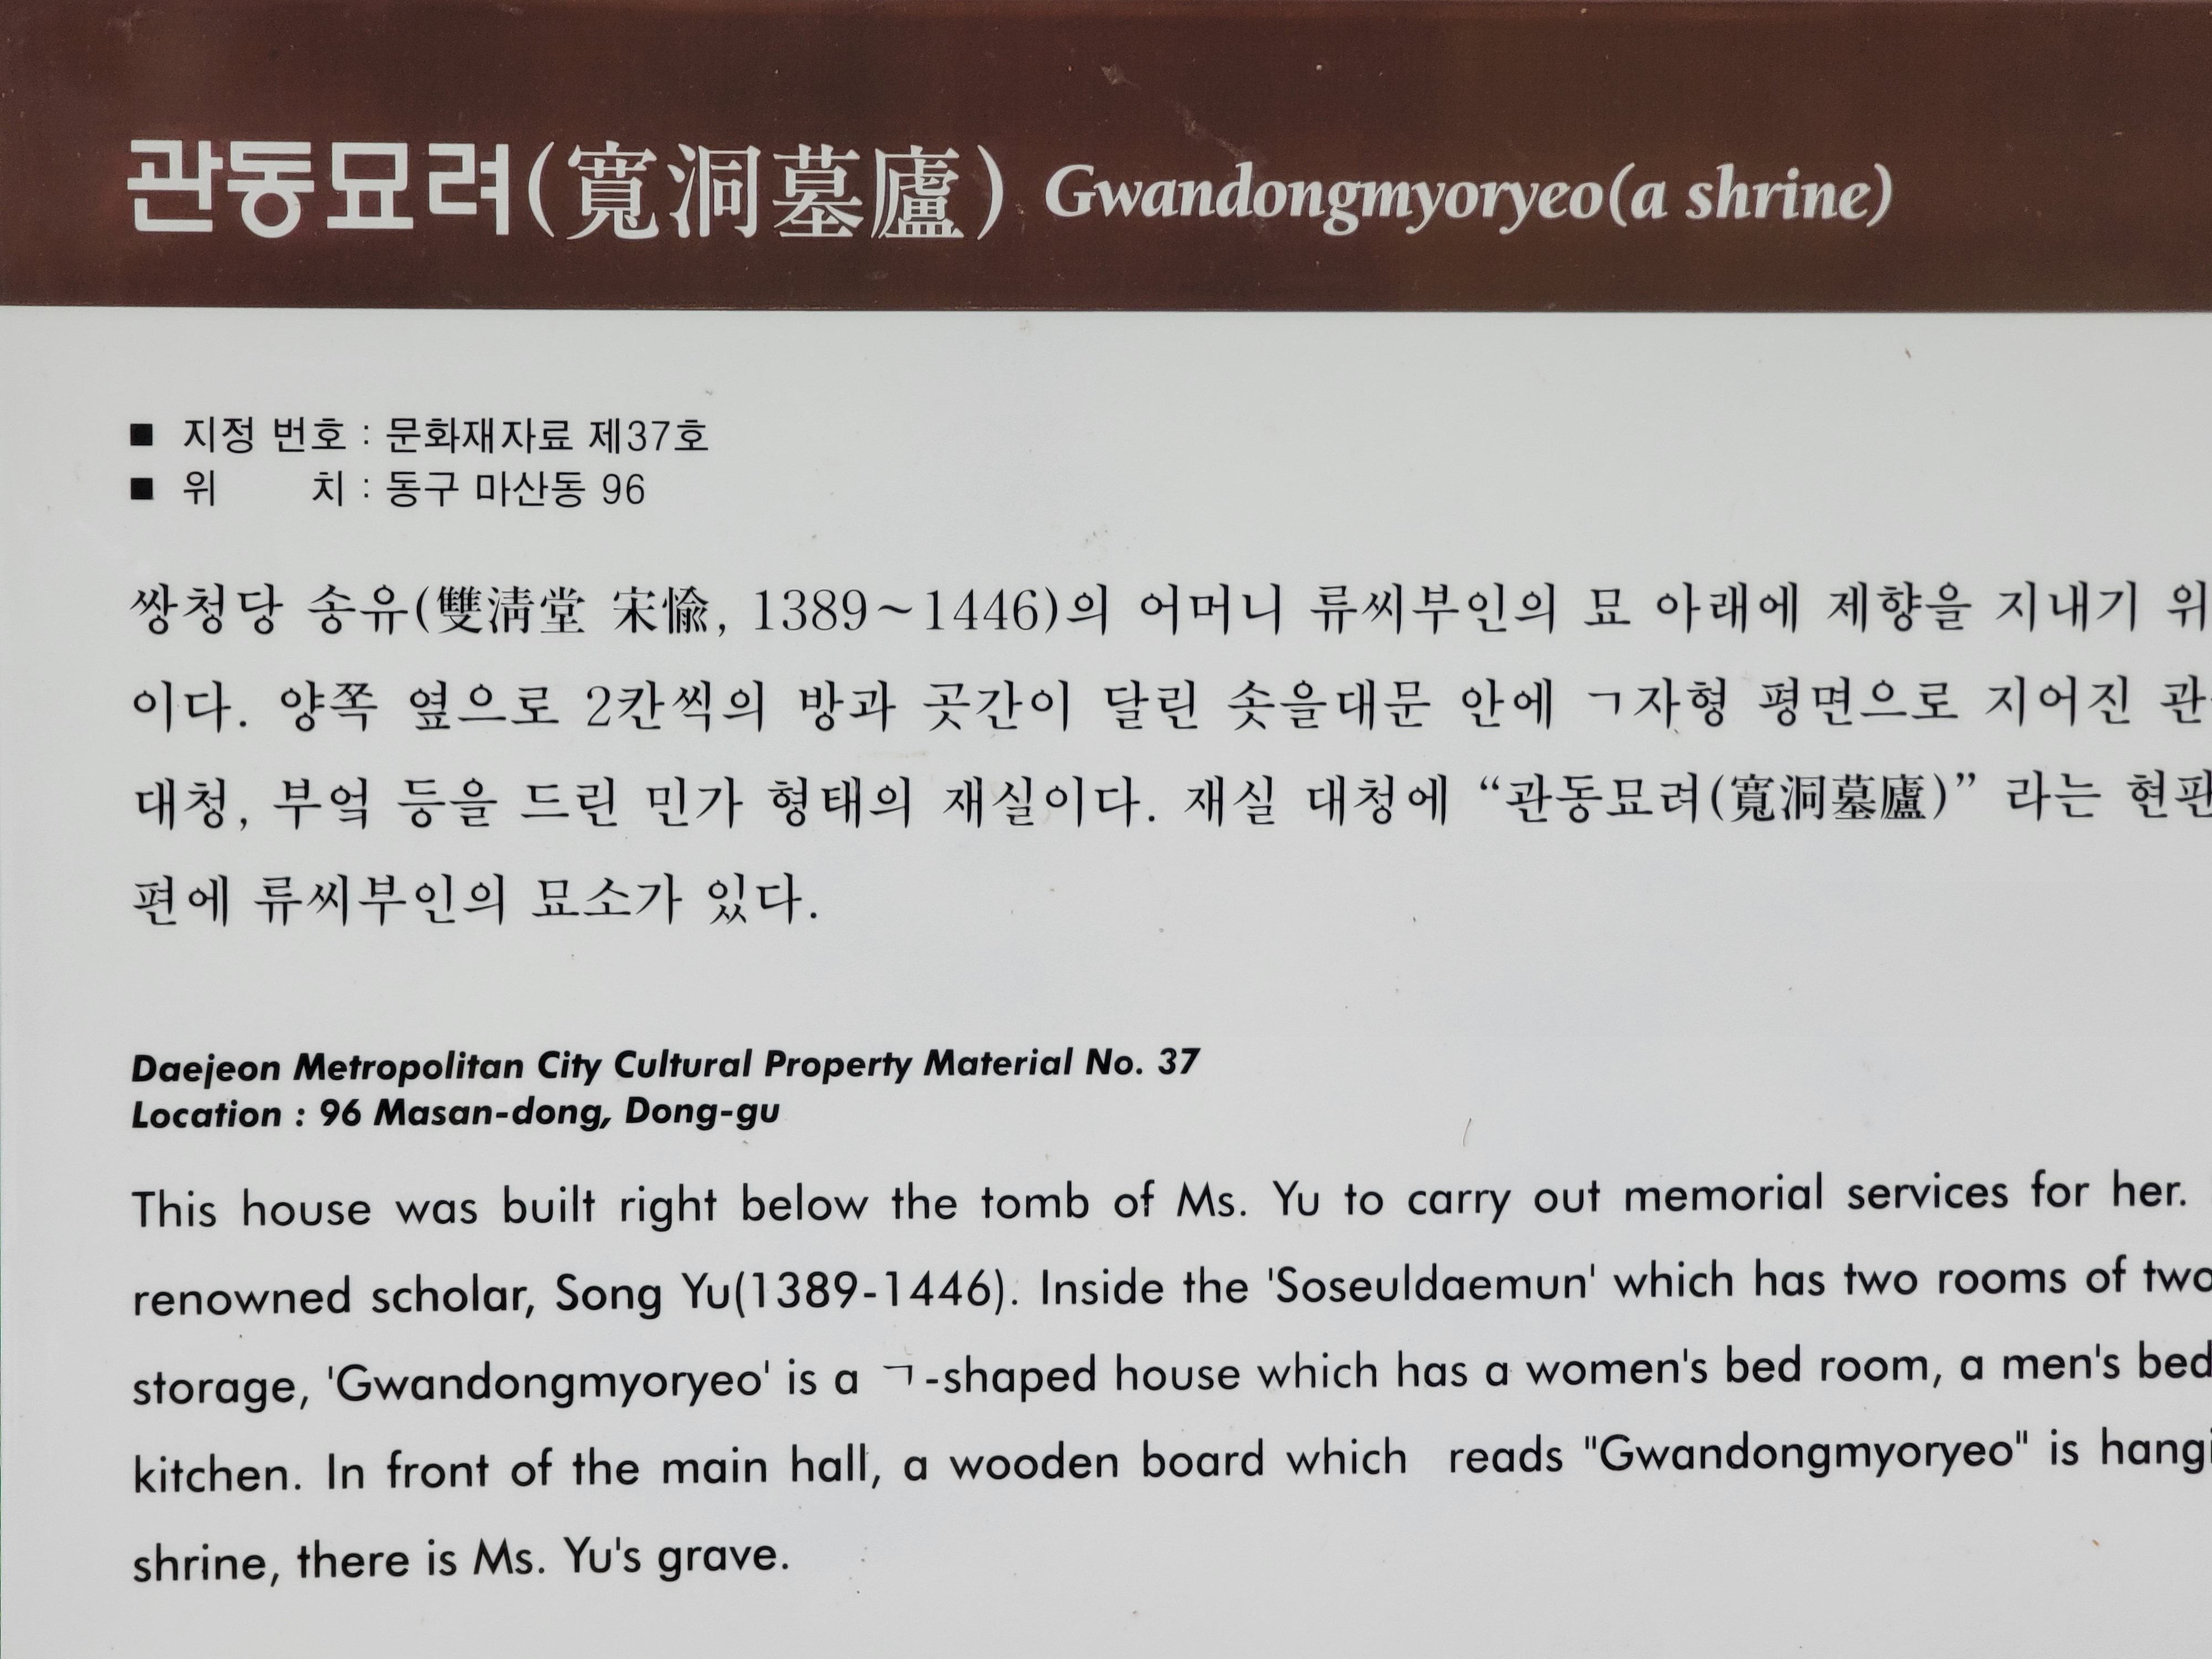 관동묘려(寬洞墓廬) Gwandongmyoryeo(a shrine)
■ 지정 번호 : 문화재자료 제37호
■ 위 치 : 동구 마산동 96
쌍청당 송유(雙淸堂 宋愉, 1389~1446)의 어머니 류씨부인의 묘 아래에 제향을 지내기 위
이다. 양쪽 옆으로 2칸씩의 방과 곳간이 달린 솟을대문 안에 ㄱ자형 평면으로 지어진 관
대청, 부엌 등을 드린 민가 형태의 재실이다. 재실 대청에 “관동묘려(寬洞墓廬)” 라는 현판
편에 류씨부인의 묘소가 있다.
Daejeon Metropolitan City Cultural Property Material No. 37
Location : 96 Masan-dong, Dong-gu
This house was built right below the tomb of Ms. Yu to carry out memorial services for her.
renowned scholar, Song Yu(1389-1446). Inside the 'Soseuldaemun' which has two rooms of two
storage, 'Gwandongmyoryeo' is a ㄱ-shaped house which has a women's bed room, a men's bed
kitchen. In front of the main hall, a wooden board which reads "Gwandongmyoryeo" is hangi
shrine, there is Ms. Yu's grave.